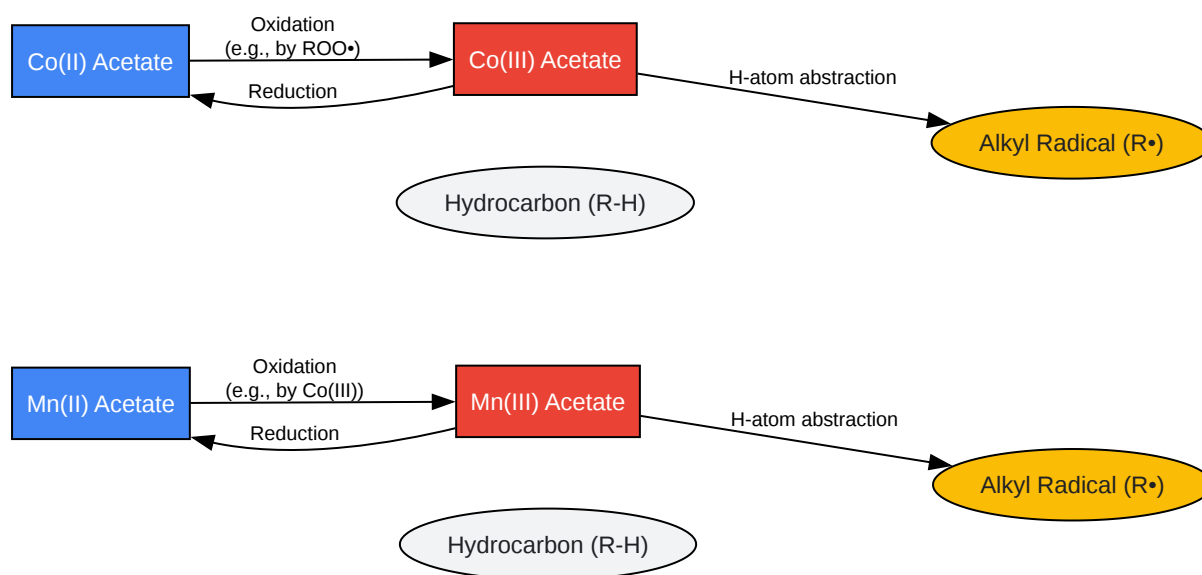 Oxidation
(e.g., by ROO•)
Co(II) Acetate
Co(III) Acetate
Reduction
H-atom abstraction
Alkyl Radical (R•)
Hydrocarbon (R-H)
Oxidation
(e.g., by Co(III))
Mn(II) Acetate
Mn(III) Acetate
Reduction
H-atom abstraction
Alkyl Radical (R•)
Hydrocarbon (R-H)